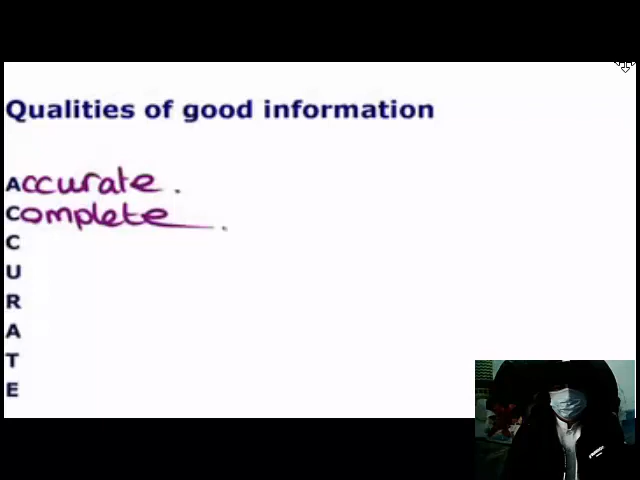 Qualities of good information
Accurate.
Complete.
C
U
R
A
T
E